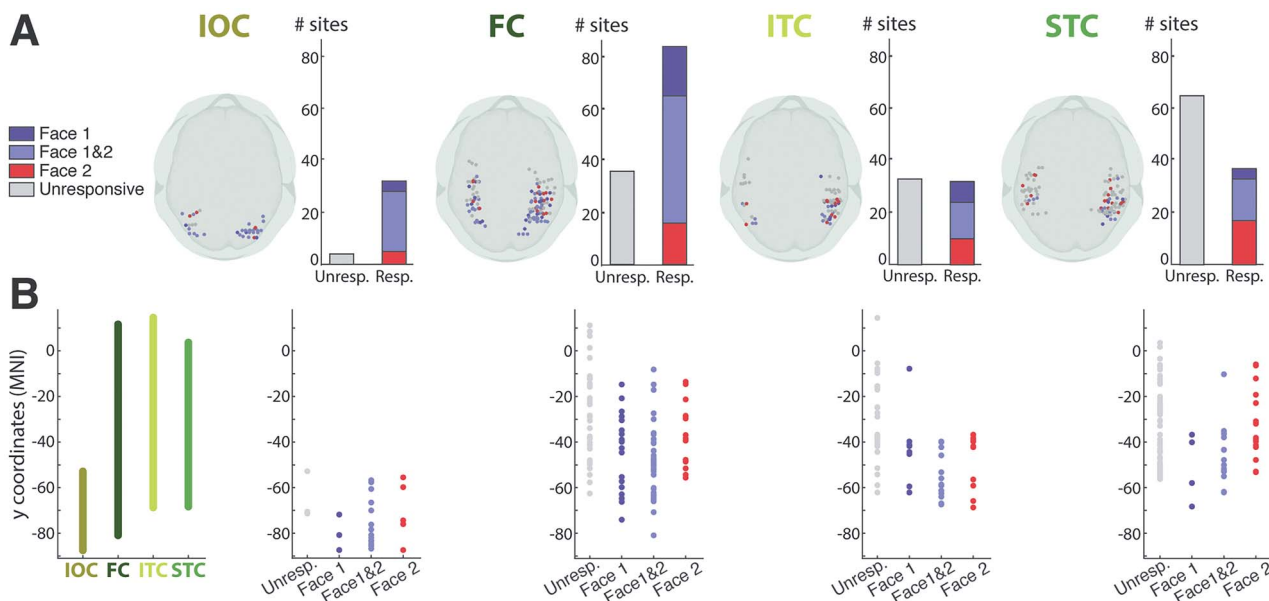 A
IOC # sites FC # sites ITC # sites STC # sites
80 80 80 80
60 60 60 60
Face 1
Face 1&2
Face 2
Unresponsive
40 40 40 40
20 20 20 20
0 0 0 0
Unresp. Resp. Unresp. Resp. Unresp. Resp. Unresp. Resp.
B
y coordinates (MNI)
0 0 0 0 0
-20 -20 -20 -20 -20
-40 -40 -40 -40 -40
-60 -60 -60 -60 -60
-80 -80 -80 -80 -80
IOC FC ITC STC
Unresp. Face 1 Face1&2 Face 2 Unresp. Face 1 Face1&2 Face 2 Unresp. Face 1 Face1&2 Face 2 Unresp. Face 1 Face1&2 Face 2